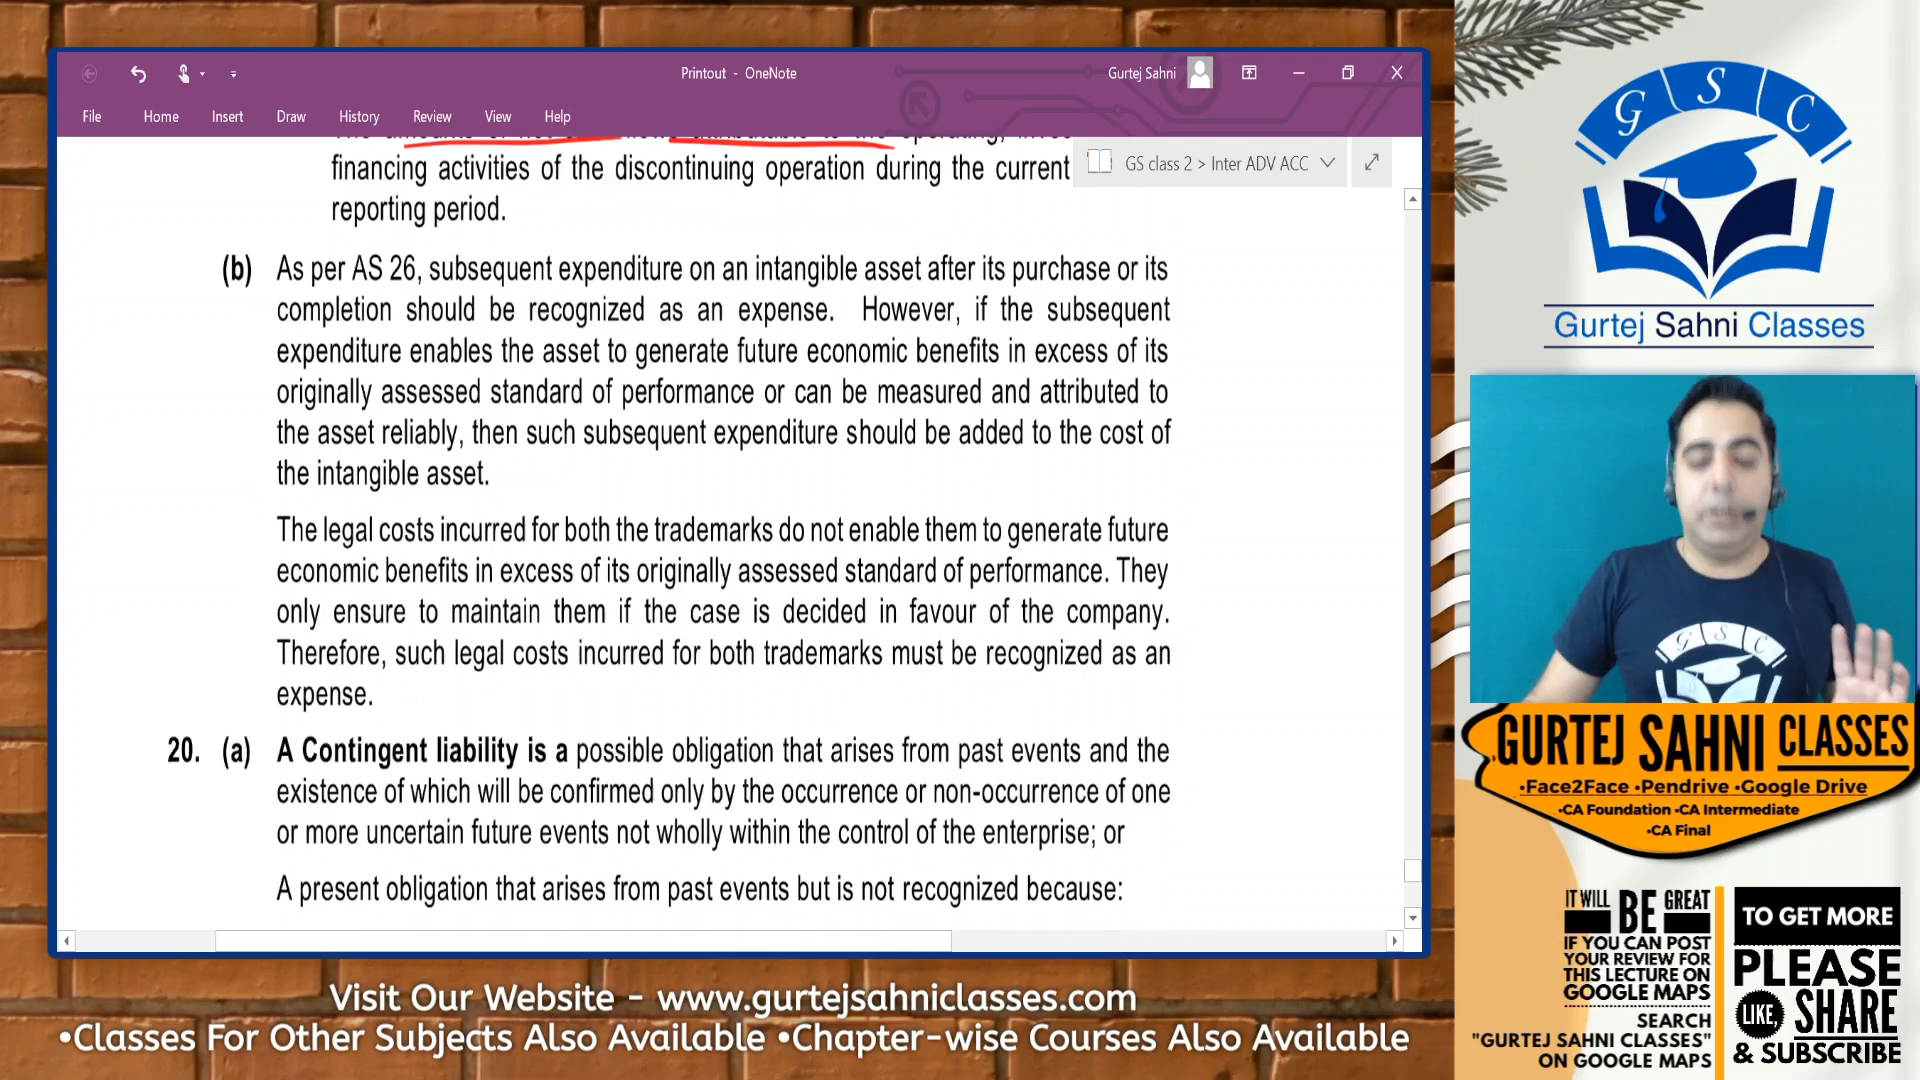 Printout - OneNote
Gurtej Sahni
File Home Insert Draw History Review View Help
GS class 2 > Inter ADV ACC
financing activities of the discontinuing operation during the current
reporting period.
(b) As per AS 26, subsequent expenditure on an intangible asset after its purchase or its
completion should be recognized as an expense. However, if the subsequent
expenditure enables the asset to generate future economic benefits in excess of its
originally assessed standard of performance or can be measured and attributed to
the asset reliably, then such subsequent expenditure should be added to the cost of
the intangible asset.
The legal costs incurred for both the trademarks do not enable them to generate future
economic benefits in excess of its originally assessed standard of performance. They
only ensure to maintain them if the case is decided in favour of the company.
Therefore, such legal costs incurred for both trademarks must be recognized as an
expense.
20. (a) A Contingent liability is a possible obligation that arises from past events and the
existence of which will be confirmed only by the occurrence or non-occurrence of one
or more uncertain future events not wholly within the control of the enterprise; or
A present obligation that arises from past events but is not recognized because:
G S C
Gurtej Sahni Classes
G S C
GURTEJ SAHNI CLASSES
•Face2Face •Pendrive •Google Drive
•CA Foundation •CA Intermediate
•CA Final
IT WILL BE GREAT
IF YOU CAN POST
YOUR REVIEW FOR
THIS LECTURE ON
GOOGLE MAPS
SEARCH
"GURTEJ SAHNI CLASSES"
ON GOOGLE MAPS
TO GET MORE
PLEASE
LIKE, SHARE
& SUBSCRIBE
Visit Our Website - www.gurtejsahniclasses.com
•Classes For Other Subjects Also Available •Chapter-wise Courses Also Available